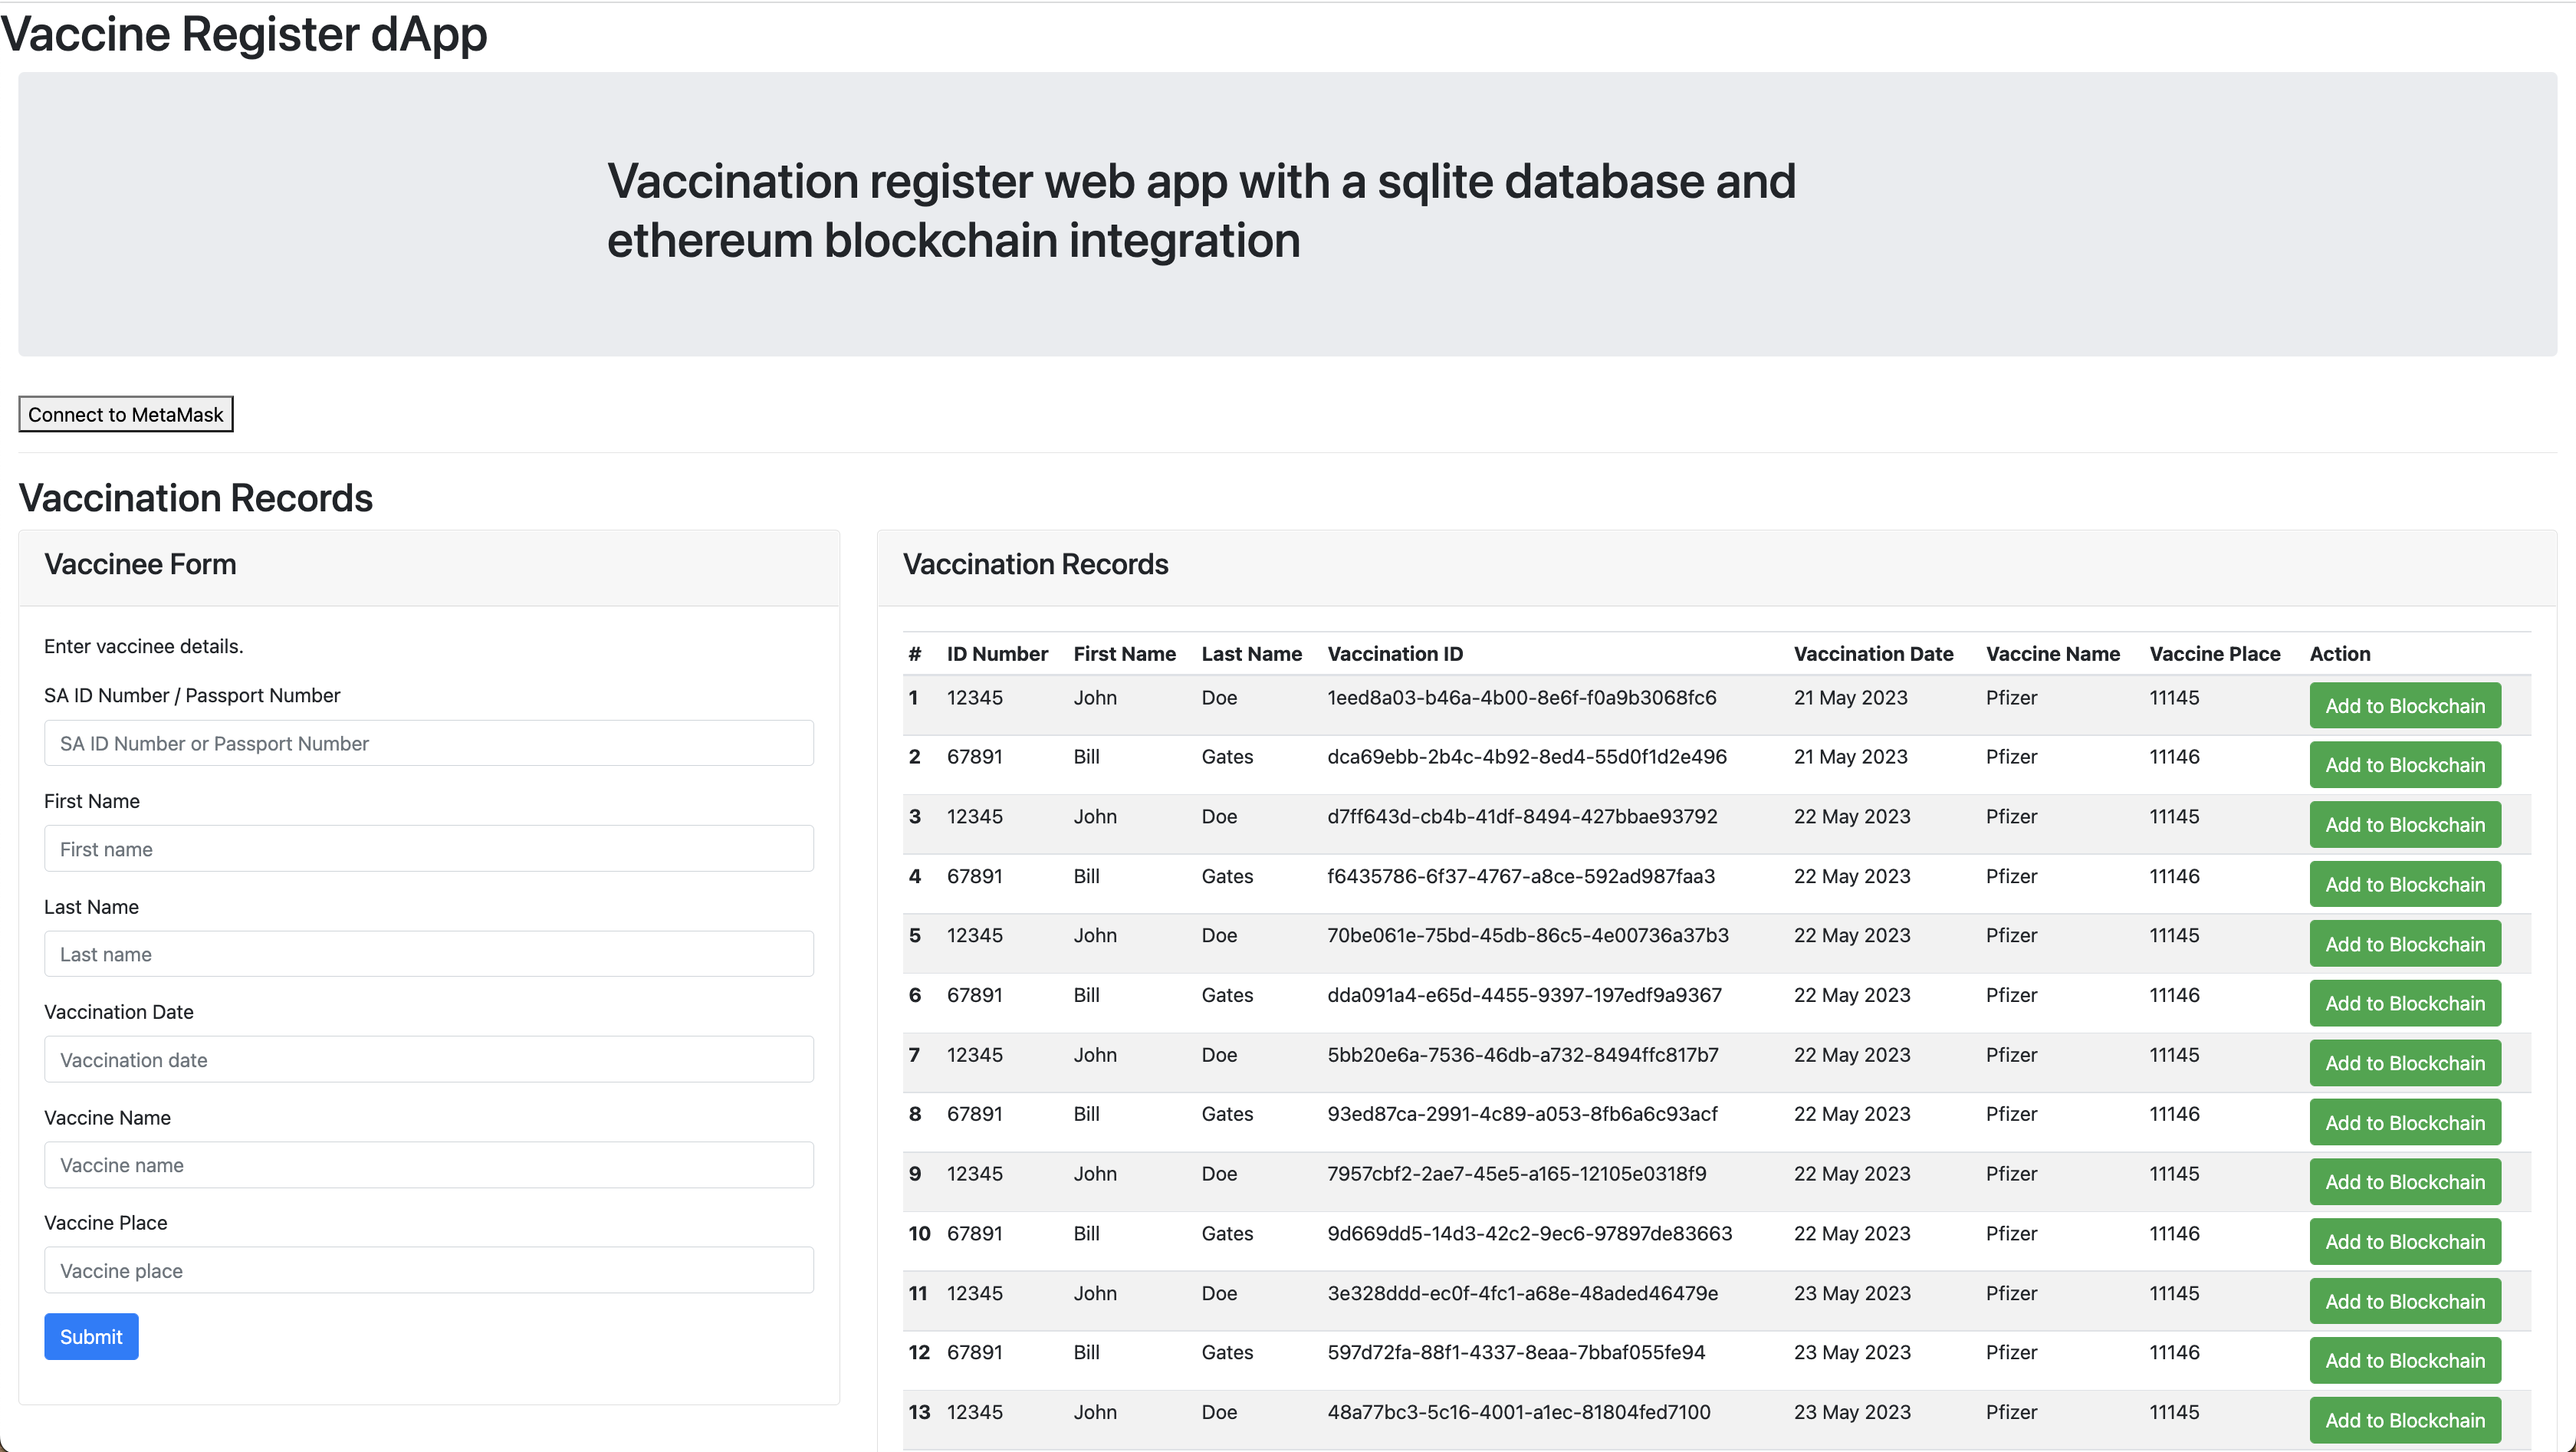 Vaccine Register dApp
Vaccination register web app with a sqlite database and
ethereum blockchain integration
Connect to MetaMask
Vaccination Records
Vaccinee Form
Enter vaccinee details.
SA ID Number / Passport Number
SA ID Number or Passport Number
First Name
First name
Last Name
Last name
Vaccination Date
Vaccination date
Vaccine Name
Vaccine name
Vaccine Place
Vaccine place
Submit
Vaccination Records
# ID Number First Name Last Name Vaccination ID Vaccination Date Vaccine Name Vaccine Place Action
1 12345 John Doe 1eed8a03-b46a-4b00-8e6f-f0a9b3068fc6 21 May 2023 Pfizer 11145 Add to Blockchain
2 67891 Bill Gates dca69ebb-2b4c-4b92-8ed4-55d0f1d2e496 21 May 2023 Pfizer 11146 Add to Blockchain
3 12345 John Doe d7ff643d-cb4b-41df-8494-427bbae93792 22 May 2023 Pfizer 11145 Add to Blockchain
4 67891 Bill Gates f6435786-6f37-4767-a8ce-592ad987faa3 22 May 2023 Pfizer 11146 Add to Blockchain
5 12345 John Doe 70be061e-75bd-45db-86c5-4e00736a37b3 22 May 2023 Pfizer 11145 Add to Blockchain
6 67891 Bill Gates dda091a4-e65d-4455-9397-197edf9a9367 22 May 2023 Pfizer 11146 Add to Blockchain
7 12345 John Doe 5bb20e6a-7536-46db-a732-8494ffc817b7 22 May 2023 Pfizer 11145 Add to Blockchain
8 67891 Bill Gates 93ed87ca-2991-4c89-a053-8fb6a6c93acf 22 May 2023 Pfizer 11146 Add to Blockchain
9 12345 John Doe 7957cbf2-2ae7-45e5-a165-12105e0318f9 22 May 2023 Pfizer 11145 Add to Blockchain
10 67891 Bill Gates 9d669dd5-14d3-42c2-9ec6-97897de83663 22 May 2023 Pfizer 11146 Add to Blockchain
11 12345 John Doe 3e328ddd-ec0f-4fc1-a68e-48aded46479e 23 May 2023 Pfizer 11145 Add to Blockchain
12 67891 Bill Gates 597d72fa-88f1-4337-8eaa-7bbaf055fe94 23 May 2023 Pfizer 11146 Add to Blockchain
13 12345 John Doe 48a77bc3-5c16-4001-a1ec-81804fed7100 23 May 2023 Pfizer 11145 Add to Blockchain